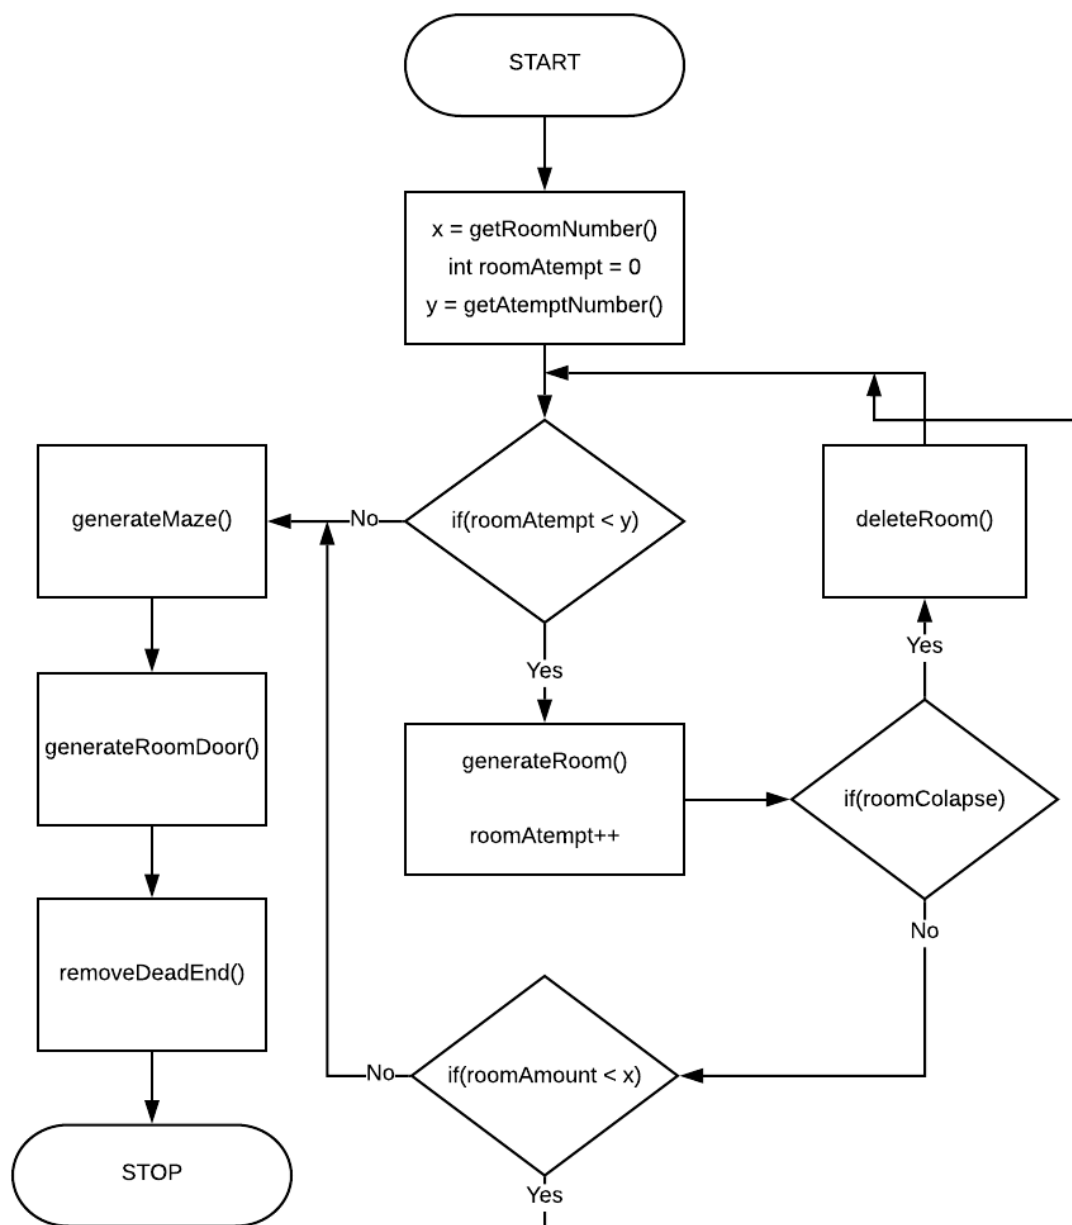 START
x = getRoomNumber()
int roomAtempt = 0
y = getAtemptNumber()
if(roomAtempt < y)
No
generateMaze()
deleteRoom()
Yes
Yes
generateRoomDoor()
generateRoom()
roomAtempt++
if(roomColapse)
No
removeDeadEnd()
if(roomAmount < x)
No
STOP
Yes